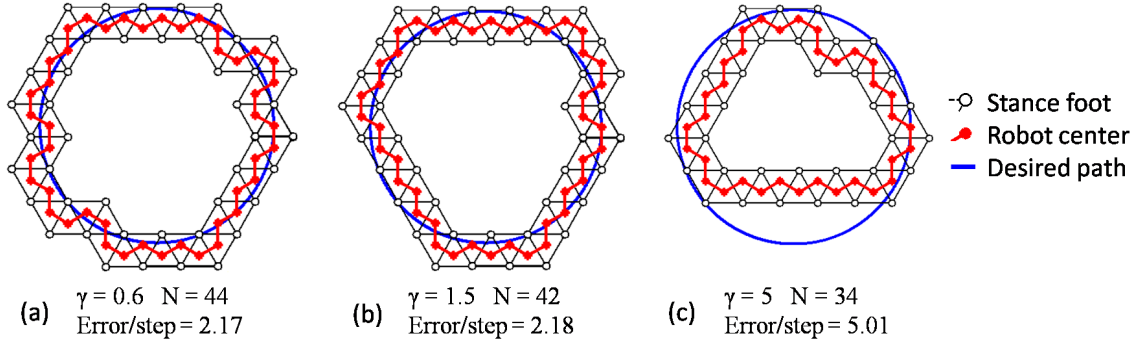 Stance foot
Robot center
Desired path
(a)
γ = 0.6 N = 44
Error/step = 2.17
(b)
γ = 1.5 N = 42
Error/step = 2.18
(c)
γ = 5 N = 34
Error/step = 5.01